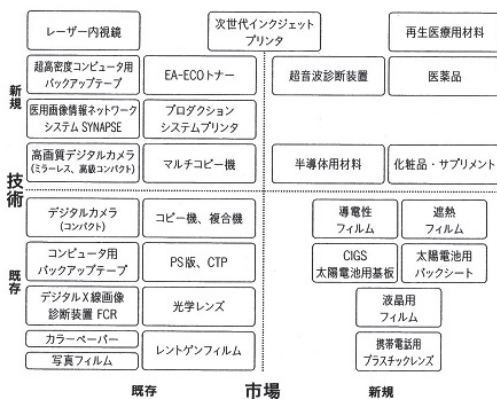 レーザー内視鏡
次世代インクジェット
プリンタ
再生医療用材料
超高密度コンピュータ用
バックアップテープ
EA-ECOトナー
超音波診断装置
医薬品
医用画像情報ネットワーク
システム SYNAPSE
プロダクション
システムプリンタ
高画質デジタルカメラ
(ミラーレス、高級コンパクト)
マルチコピー機
半導体用材料
化粧品・サプリメント
新規
技術
既存
デジタルカメラ
(コンパクト)
コピー機、複合機
導電性
フィルム
遮熱
フィルム
コンピュータ用
バックアップテープ
PS版、CTP
CIGS
太陽電池用基板
太陽電池用
バックシート
デジタルX線画像
診断装置 FCR
光学レンズ
液晶用
フィルム
カラーペーパー
写真フィルム
レントゲンフィルム
携帯電話用
プラスチックレンズ
既存
市場
新規